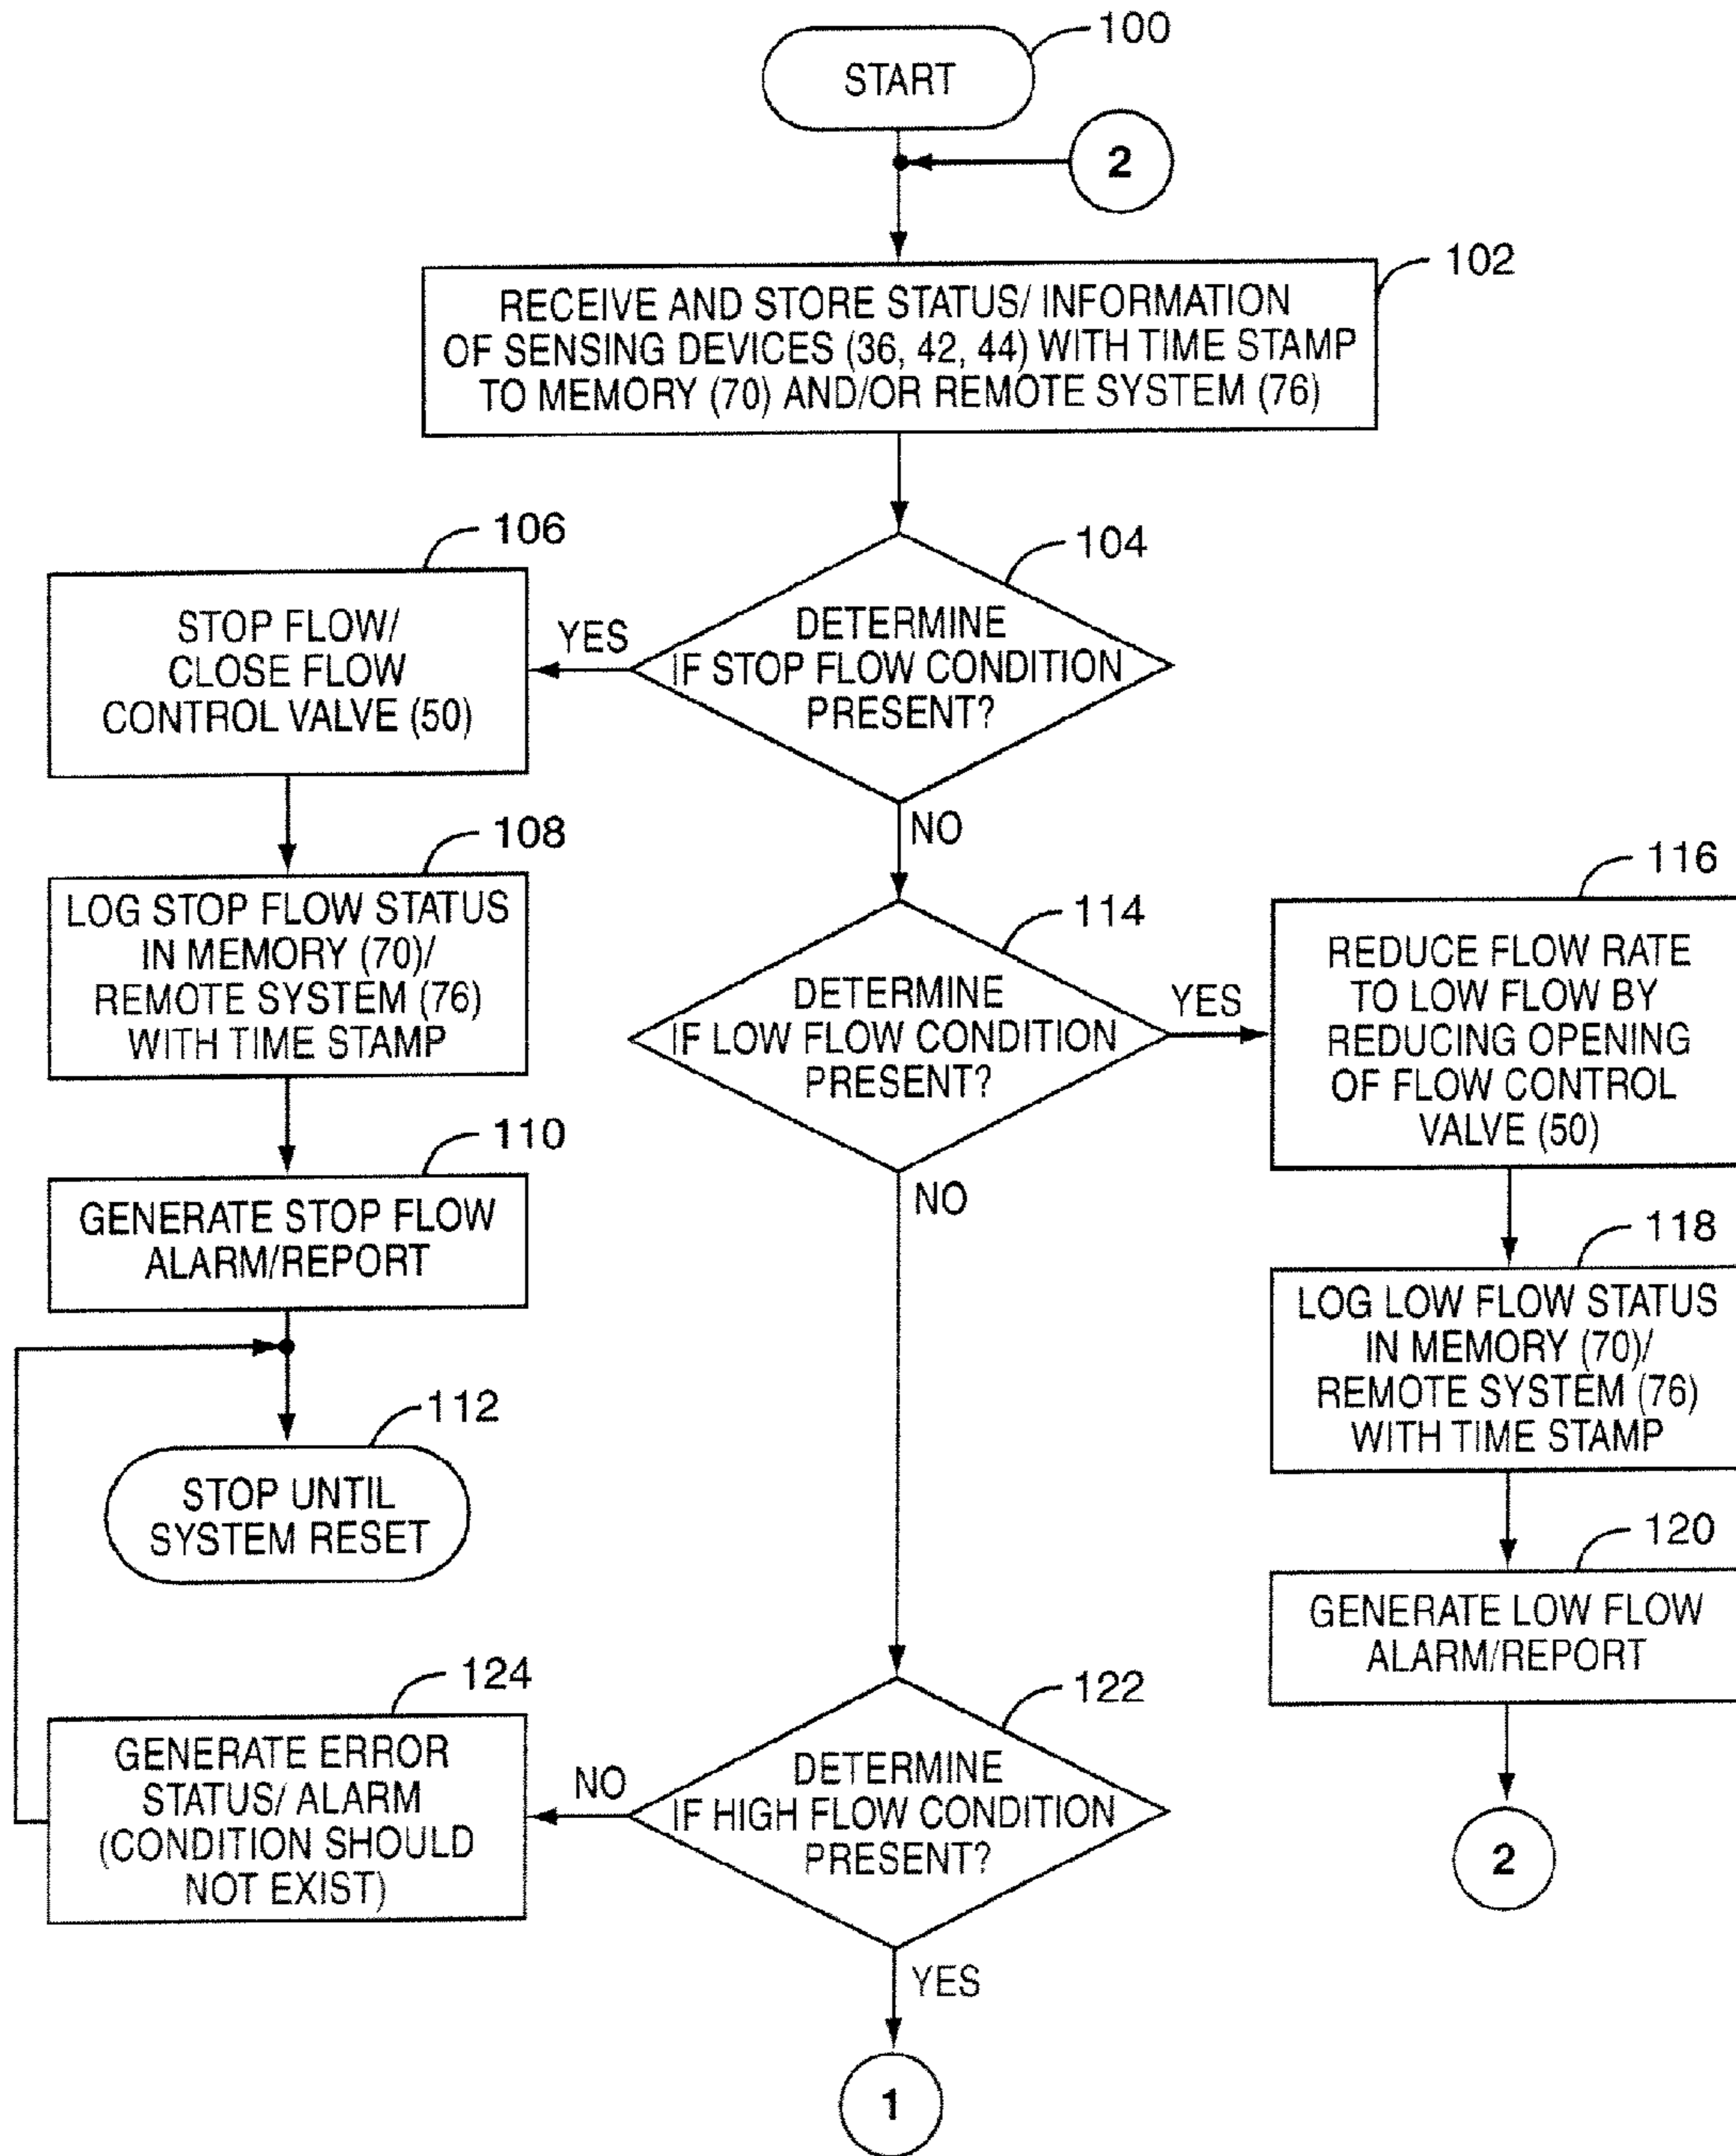 100
START
2
102
RECEIVE AND STORE STATUS/ INFORMATION
OF SENSING DEVICES (36, 42, 44) WITH TIME STAMP
TO MEMORY (70) AND/OR REMOTE SYSTEM (76)
106
STOP FLOW/
CLOSE FLOW
CONTROL VALVE (50)
YES
104
DETERMINE
IF STOP FLOW CONDITION
PRESENT?
NO
108
LOG STOP FLOW STATUS
IN MEMORY (70)/
REMOTE SYSTEM (76)
WITH TIME STAMP
114
DETERMINE
IF LOW FLOW CONDITION
PRESENT?
YES
NO
116
REDUCE FLOW RATE
TO LOW FLOW BY
REDUCING OPENING
OF FLOW CONTROL
VALVE (50)
110
GENERATE STOP FLOW
ALARM/REPORT
118
LOG LOW FLOW STATUS
IN MEMORY (70)/
REMOTE SYSTEM (76)
WITH TIME STAMP
112
STOP UNTIL
SYSTEM RESET
120
GENERATE LOW FLOW
ALARM/REPORT
124
GENERATE ERROR
STATUS/ ALARM
(CONDITION SHOULD
NOT EXIST)
NO
122
DETERMINE
IF HIGH FLOW CONDITION
PRESENT?
2
YES
1